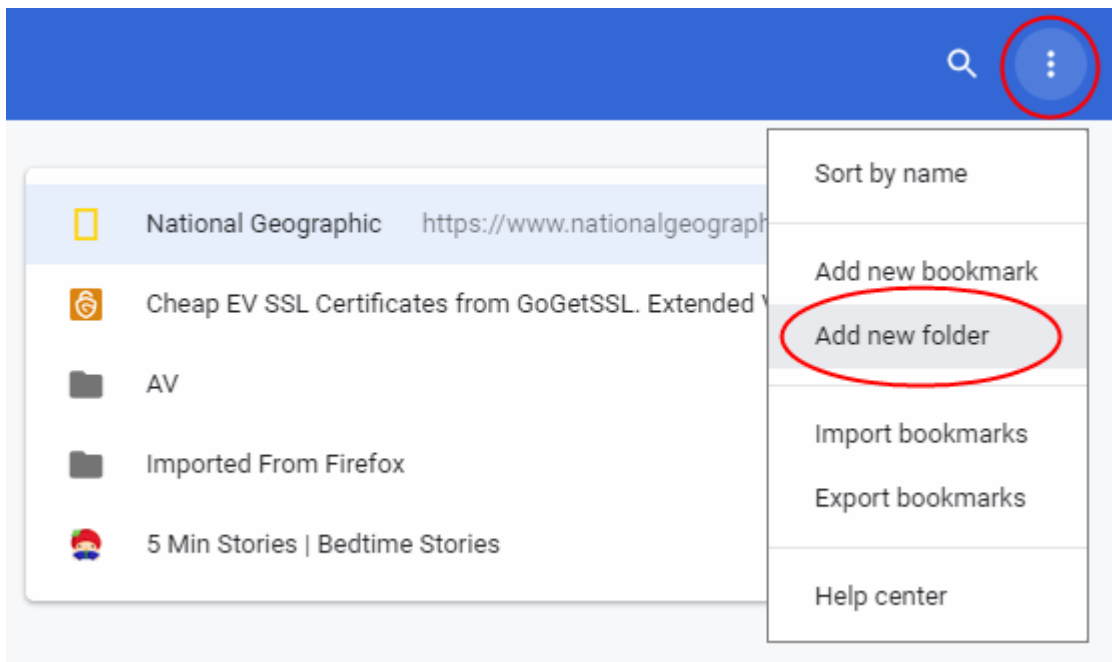 Sort by name
National Geographic https://www.nationalgeograph
Add new bookmark
Cheap EV SSL Certificates from GoGetSSL. Extended V
Add new folder
AV
Import bookmarks
Imported From Firefox
Export bookmarks
5 Min Stories | Bedtime Stories
Help center